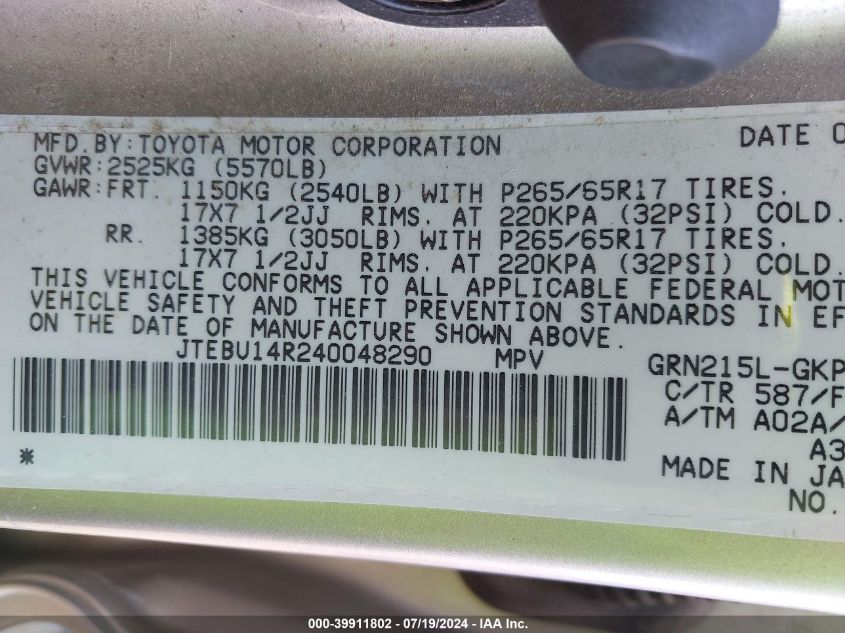 MFD.BY:TOYOTA MOTOR CORPORATION DATE O
GVWR:2525KG (5570LB)
GAWR:FRT. 1150KG (2540LB) WITH P265/65R17 TIRES.
17X7 1/2JJ RIMS. AT 220KPA (32PSI) COLD.
RR. 1385KG (3050LB) WITH P265/65R17 TIRES.
17X7 1/2JJ RIMS. AT 220KPA (32PSI) COLD.
THIS VEHICLE CONFORMS TO ALL APPLICABLE FEDERAL MOT
VEHICLE SAFETY AND THEFT PREVENTION STANDARDS IN EF
ON THE DATE OF MANUFACTURE SHOWN ABOVE.
JTEBU14R240048290 MPV GRN215L-GKP
C/TR 587/F
A/TM A02A/
A3
*
MADE IN JA
NO.
000-39911802 - 07/19/2024 - IAA Inc.